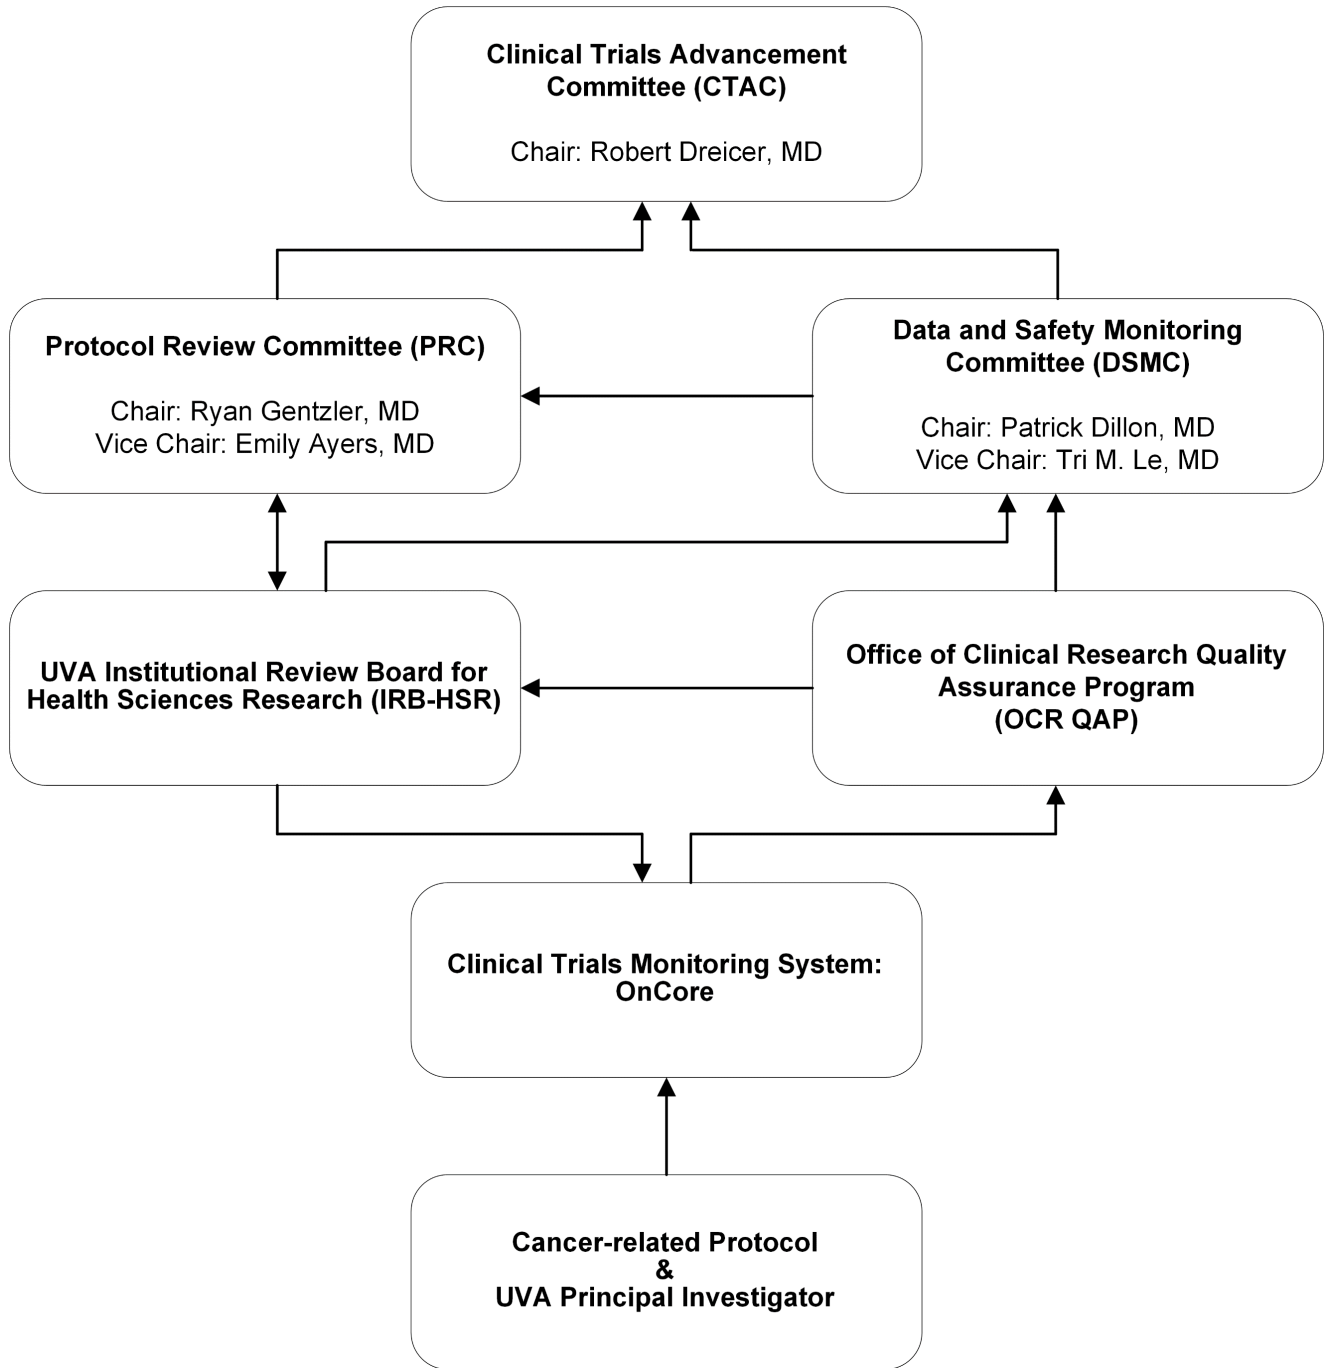 Clinical Trials Advancement
Committee (CTAC)
Chair: Robert Dreicer, MD
Protocol Review Committee (PRC)
Chair: Ryan Gentzler, MD
Vice Chair: Emily Ayers, MD
Data and Safety Monitoring
Committee (DSMC)
Chair: Patrick Dillon, MD
Vice Chair: Tri M. Le, MD
UVA Institutional Review Board for
Health Sciences Research (IRB-HSR)
Office of Clinical Research Quality
Assurance Program
(OCR QAP)
Clinical Trials Monitoring System:
OnCore
Cancer-related Protocol
&
UVA Principal Investigator